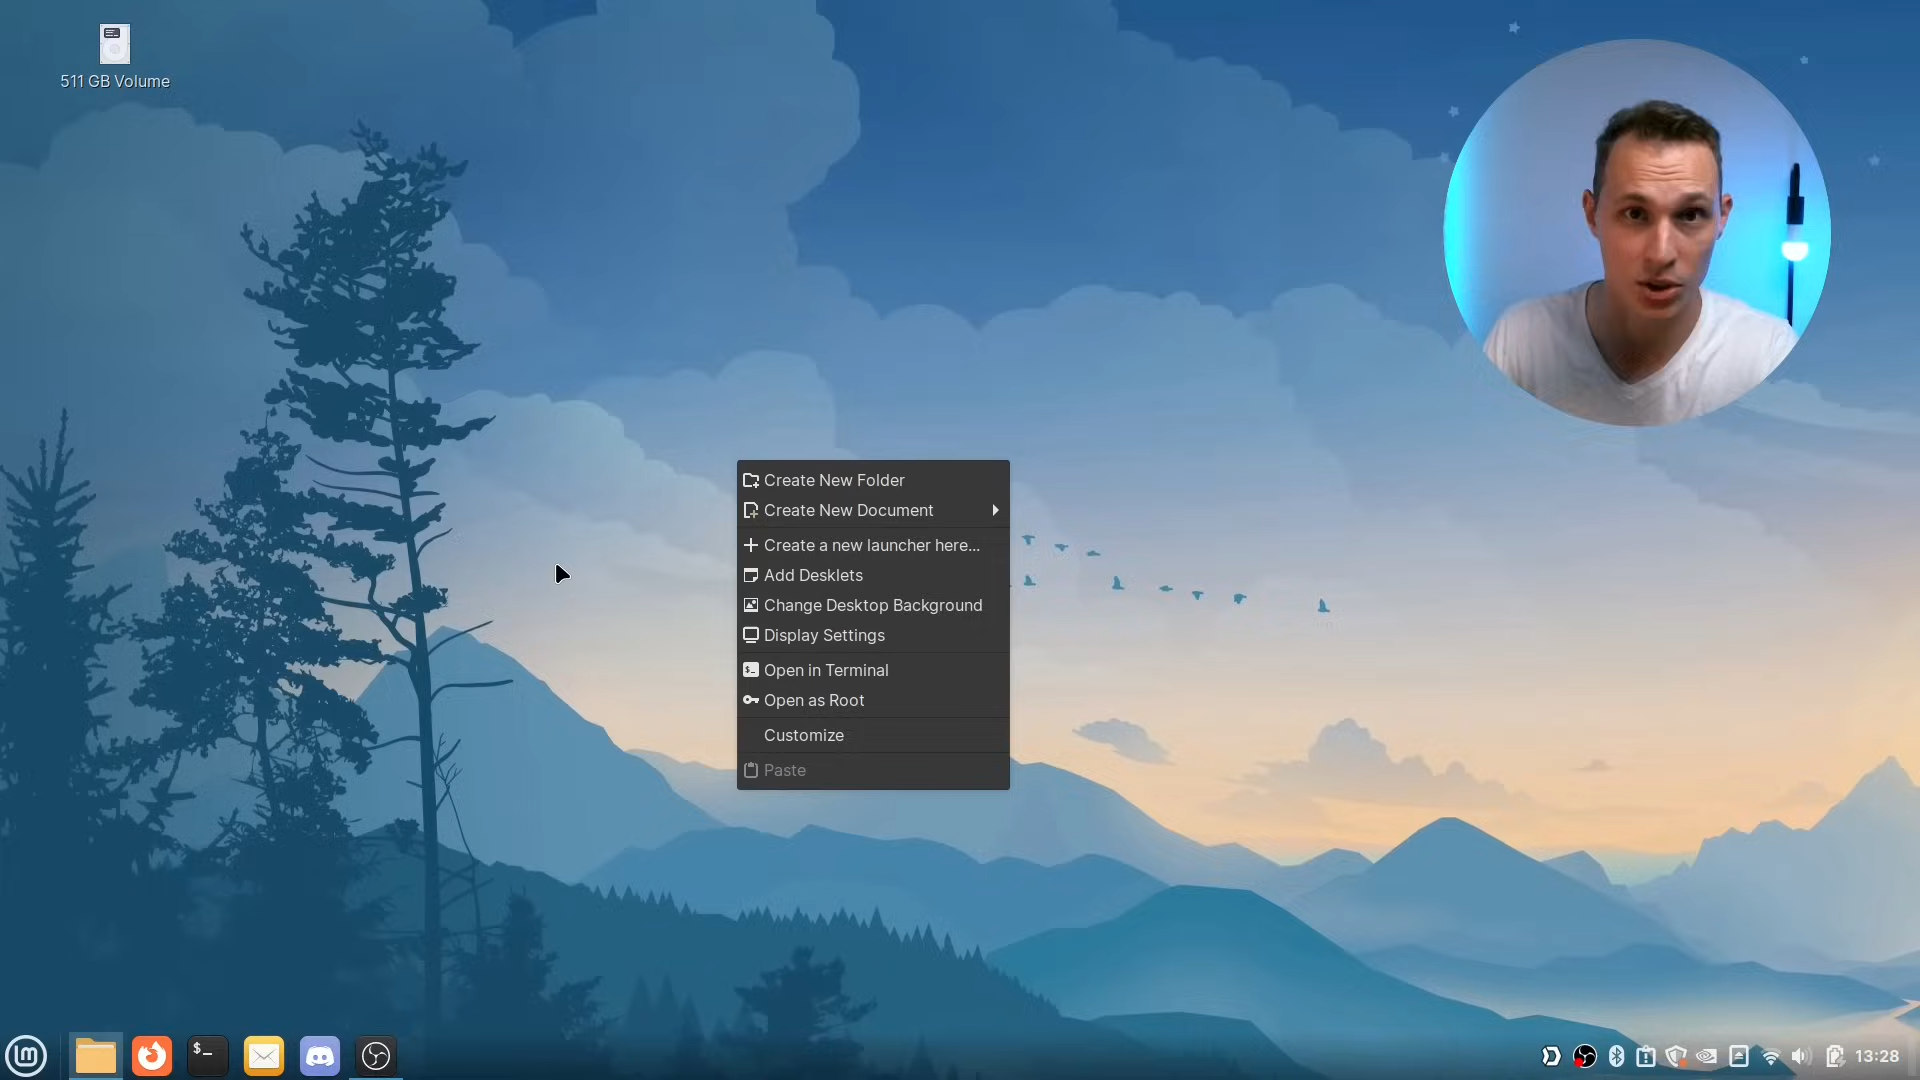 511 GB Volume
Create New Folder
Create New Document
Create a new launcher here...
Add Desklets
Change Desktop Background
Display Settings
Open in Terminal
Open as Root
Customize
Paste
$_
13:28